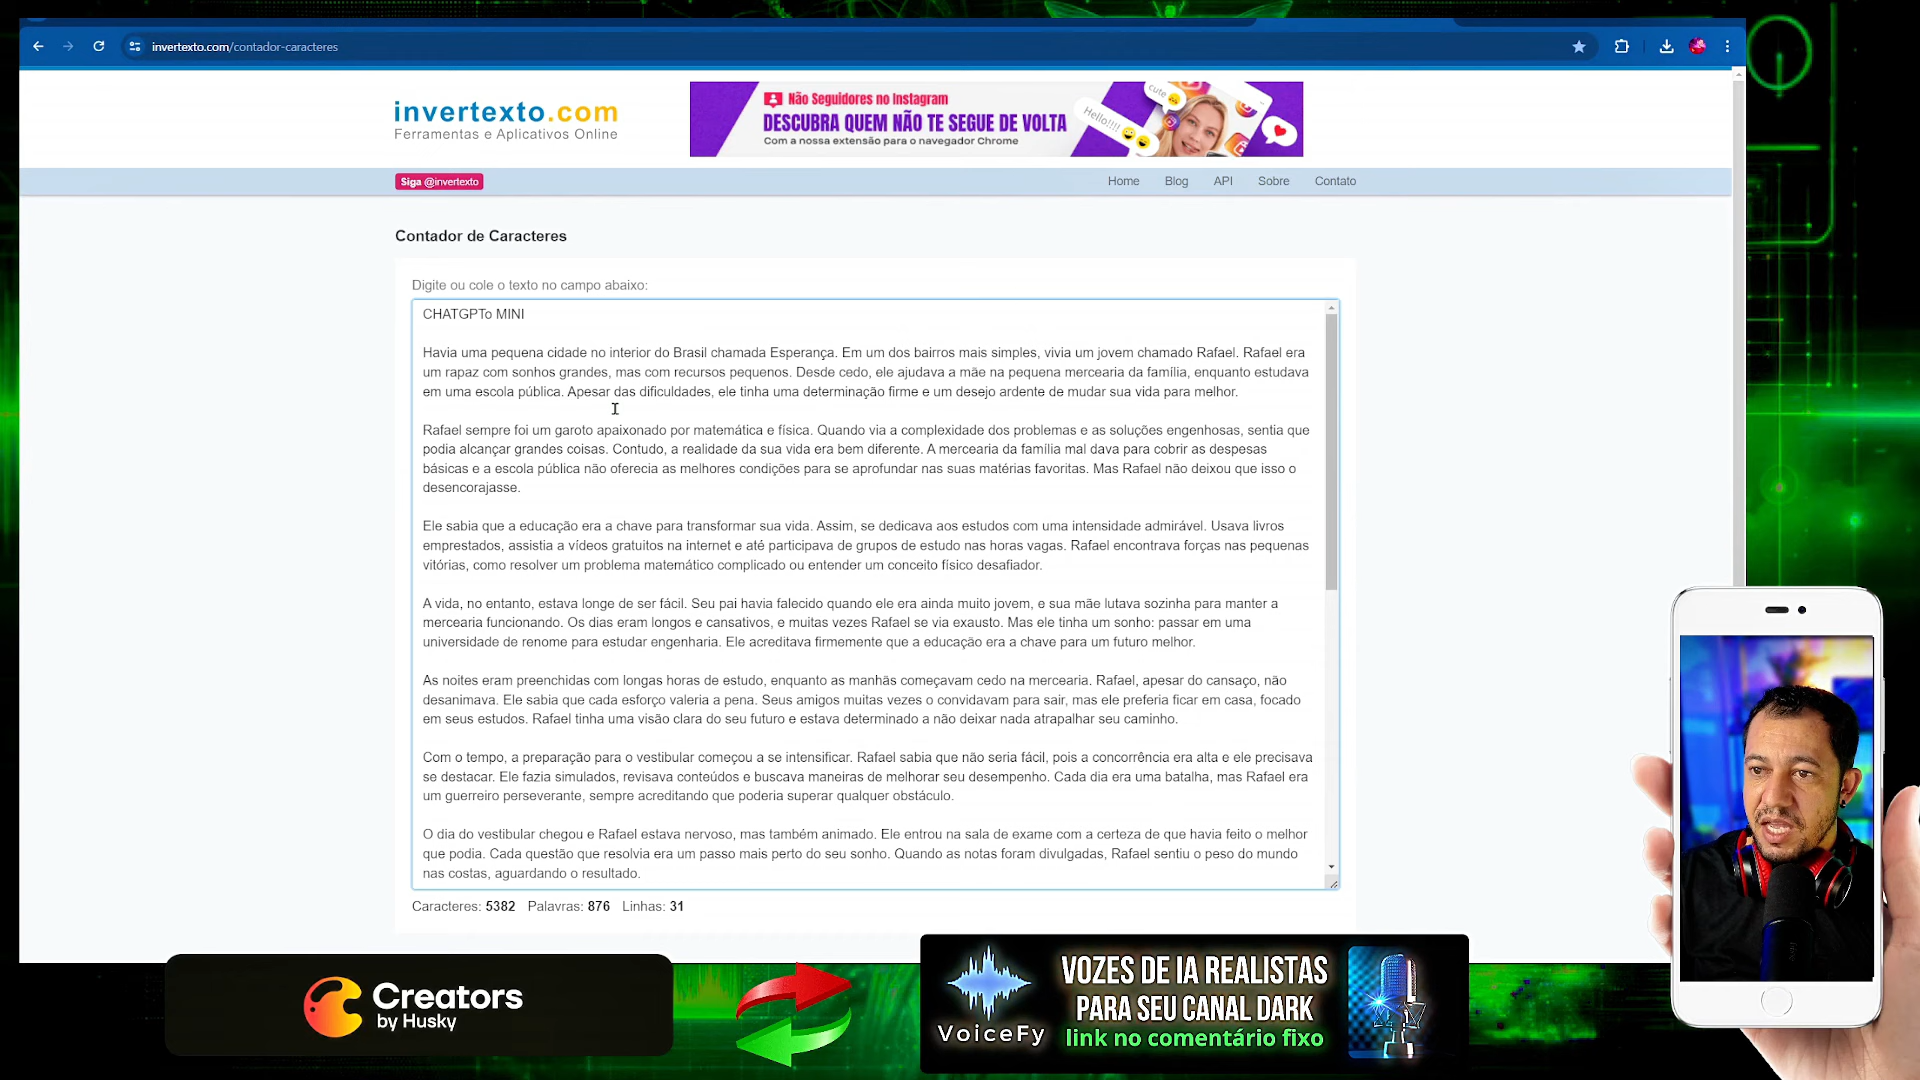 invertexto.com/contador-caracteres
invertexto.com
Ferramentas e Aplicativos Online
Não Seguidores no Instagram
DESCUBRA QUEM NÃO TE SEGUE DE VOLTA
Com a nossa extensão para o navegador Chrome
Hello!!!!
cute
Siga @invertexto
Home Blog API Sobre Contato
Contador de Caracteres
Digite ou cole o texto no campo abaixo:
CHATGPTo MINI
Havia uma pequena cidade no interior do Brasil chamada Esperança. Em um dos bairros mais simples, vivia um jovem chamado Rafael. Rafael era
um rapaz com sonhos grandes, mas com recursos pequenos. Desde cedo, ele ajudava a mãe na pequena mercearia da família, enquanto estudava
em uma escola pública. Apesar das dificuldades, ele tinha uma determinação firme e um desejo ardente de mudar sua vida para melhor.
Rafael sempre foi um garoto apaixonado por matemática e física. Quando via a complexidade dos problemas e as soluções engenhosas, sentia que
podia alcançar grandes coisas. Contudo, a realidade da sua vida era bem diferente. A mercearia da família mal dava para cobrir as despesas
básicas e a escola pública não oferecia as melhores condições para se aprofundar nas suas matérias favoritas. Mas Rafael não deixou que isso o
desencorajasse.
Ele sabia que a educação era a chave para transformar sua vida. Assim, se dedicava aos estudos com uma intensidade admirável. Usava livros
emprestados, assistia a vídeos gratuitos na internet e até participava de grupos de estudo nas horas vagas. Rafael encontrava forças nas pequenas
vitórias, como resolver um problema matemático complicado ou entender um conceito físico desafiador.
A vida, no entanto, estava longe de ser fácil. Seu pai havia falecido quando ele era ainda muito jovem, e sua mãe lutava sozinha para manter a
mercearia funcionando. Os dias eram longos e cansativos, e muitas vezes Rafael se via exausto. Mas ele tinha um sonho: passar em uma
universidade de renome para estudar engenharia. Ele acreditava firmemente que a educação era a chave para um futuro melhor.
As noites eram preenchidas com longas horas de estudo, enquanto as manhãs começavam cedo na mercearia. Rafael, apesar do cansaço, não
desanimava. Ele sabia que cada esforço valeria a pena. Seus amigos muitas vezes o convidavam para sair, mas ele preferia ficar em casa, focado
em seus estudos. Rafael tinha uma visão clara do seu futuro e estava determinado a não deixar nada atrapalhar seu caminho.
Com o tempo, a preparação para o vestibular começou a se intensificar. Rafael sabia que não seria fácil, pois a concorrência era alta e ele precisava
se destacar. Ele fazia simulados, revisava conteúdos e buscava maneiras de melhorar seu desempenho. Cada dia era uma batalha, mas Rafael era
um guerreiro perseverante, sempre acreditando que poderia superar qualquer obstáculo.
O dia do vestibular chegou e Rafael estava nervoso, mas também animado. Ele entrou na sala de exame com a certeza de que havia feito o melhor
que podia. Cada questão que resolvia era um passo mais perto do seu sonho. Quando as notas foram divulgadas, Rafael sentiu o peso do mundo
nas costas, aguardando o resultado.
Caracteres: 5382 Palavras: 876 Linhas: 31
Creators
by Husky
VoiceFy
VOZES DE IA REALISTAS
PARA SEU CANAL DARK
link no comentário fixo